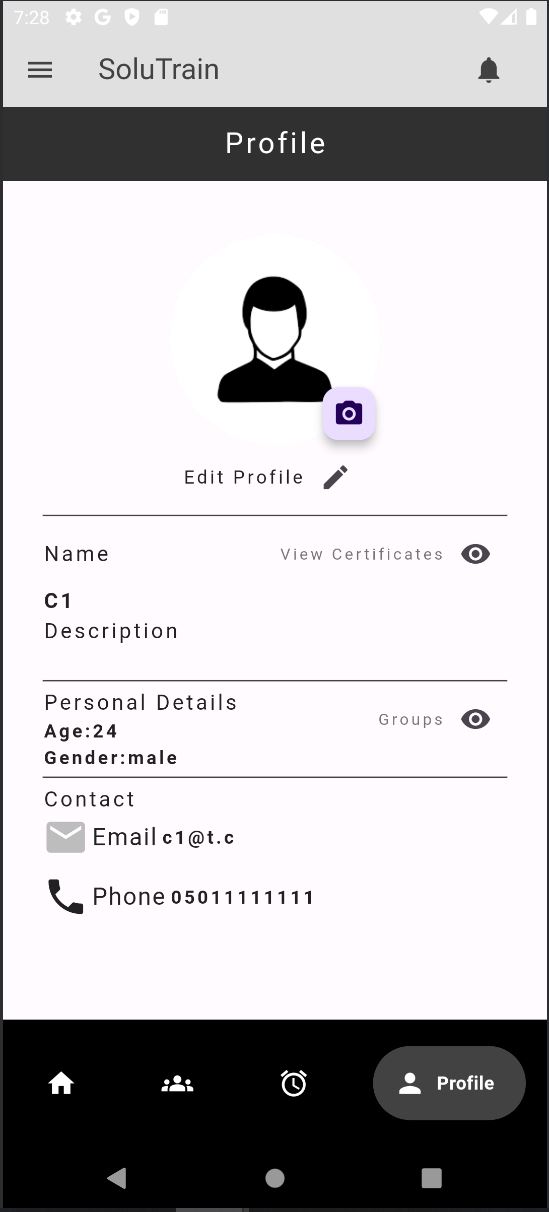 7:28
SoluTrain
Profile
Edit Profile
Name
View Certificates
C1
Description
Personal Details
Groups
Age:24
Gender:male
Contact
Email c1@t.c
Phone 05011111111
Profile